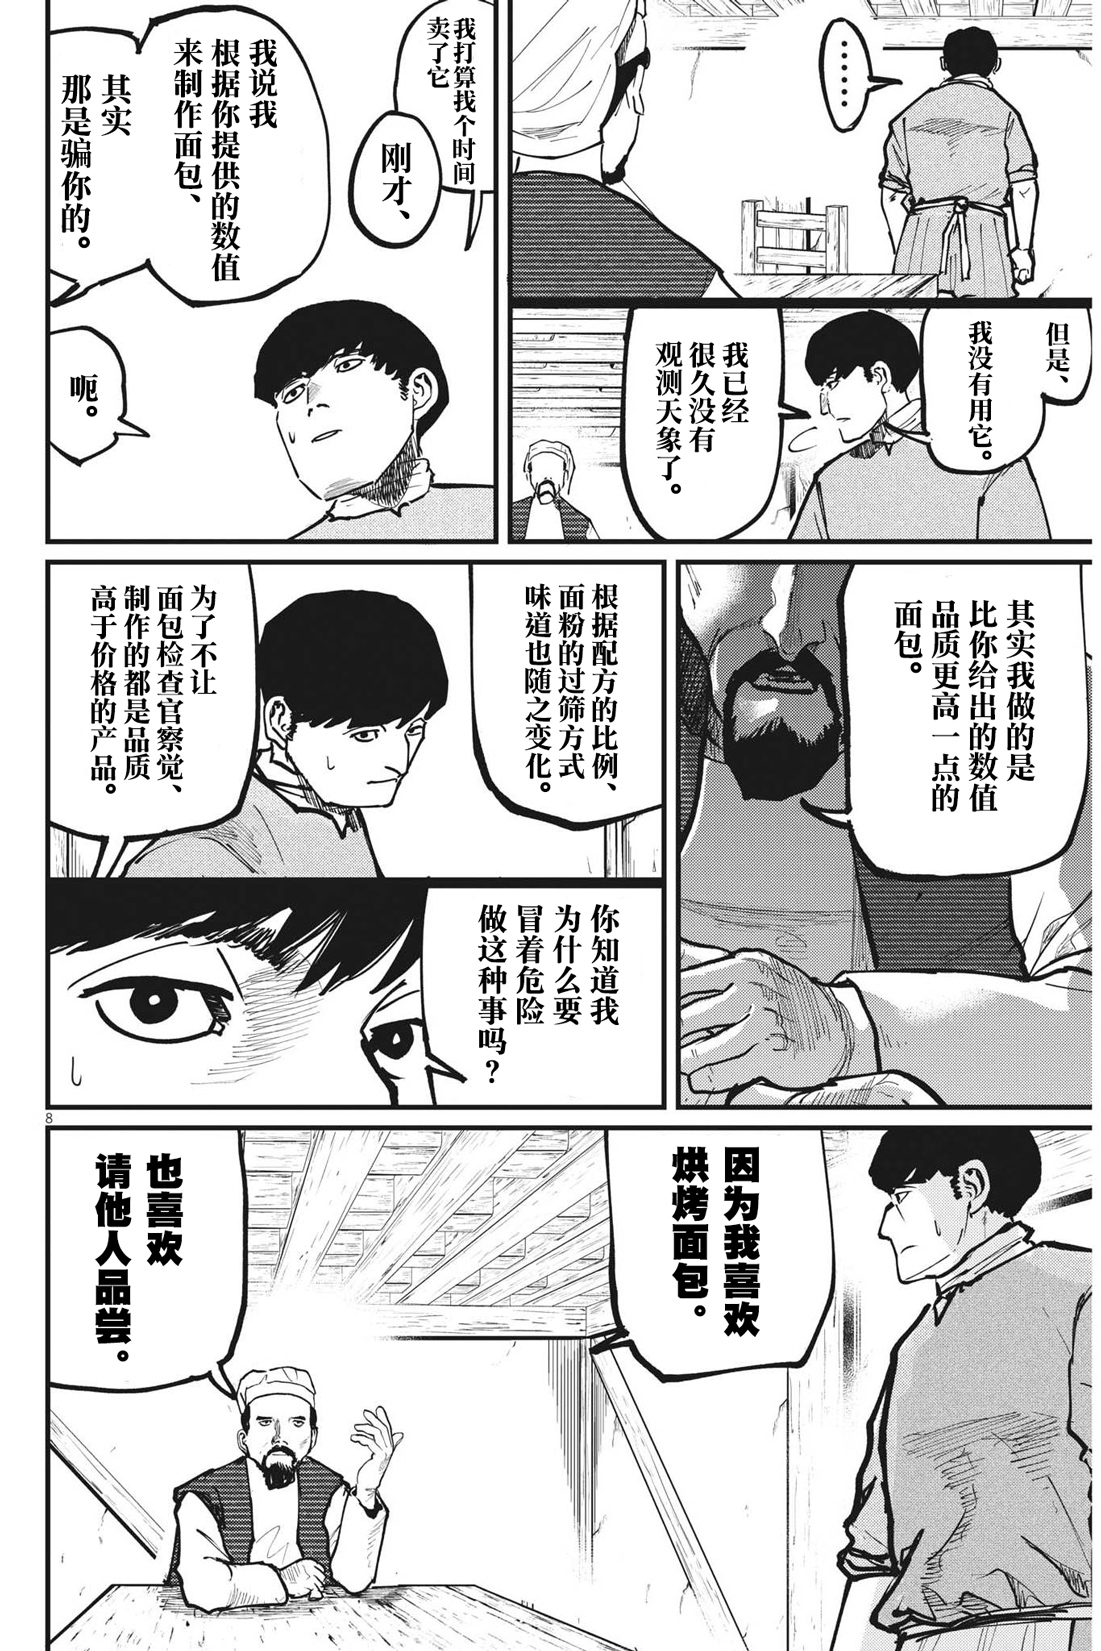 ……
但是、
我没有用它。
我已经
很久没有
观测天象了。
我打算找个时间
卖了它
刚才、
我说我
根据你提供的数值
来制作面包、
其实
那是骗你的。
呃。
其实我做的是
比你给出的数值
品质更高一点的
面包。
根据配方的比例、
面粉的过筛方式
味道也随之变化。
为了不让
面包检查官察觉、
制作的都是品质
高于价格的产品。
你知道我
为什么要
冒着危险
做这种事吗？
8
因为我喜欢
烘烤面包。
也喜欢
请他人品尝。